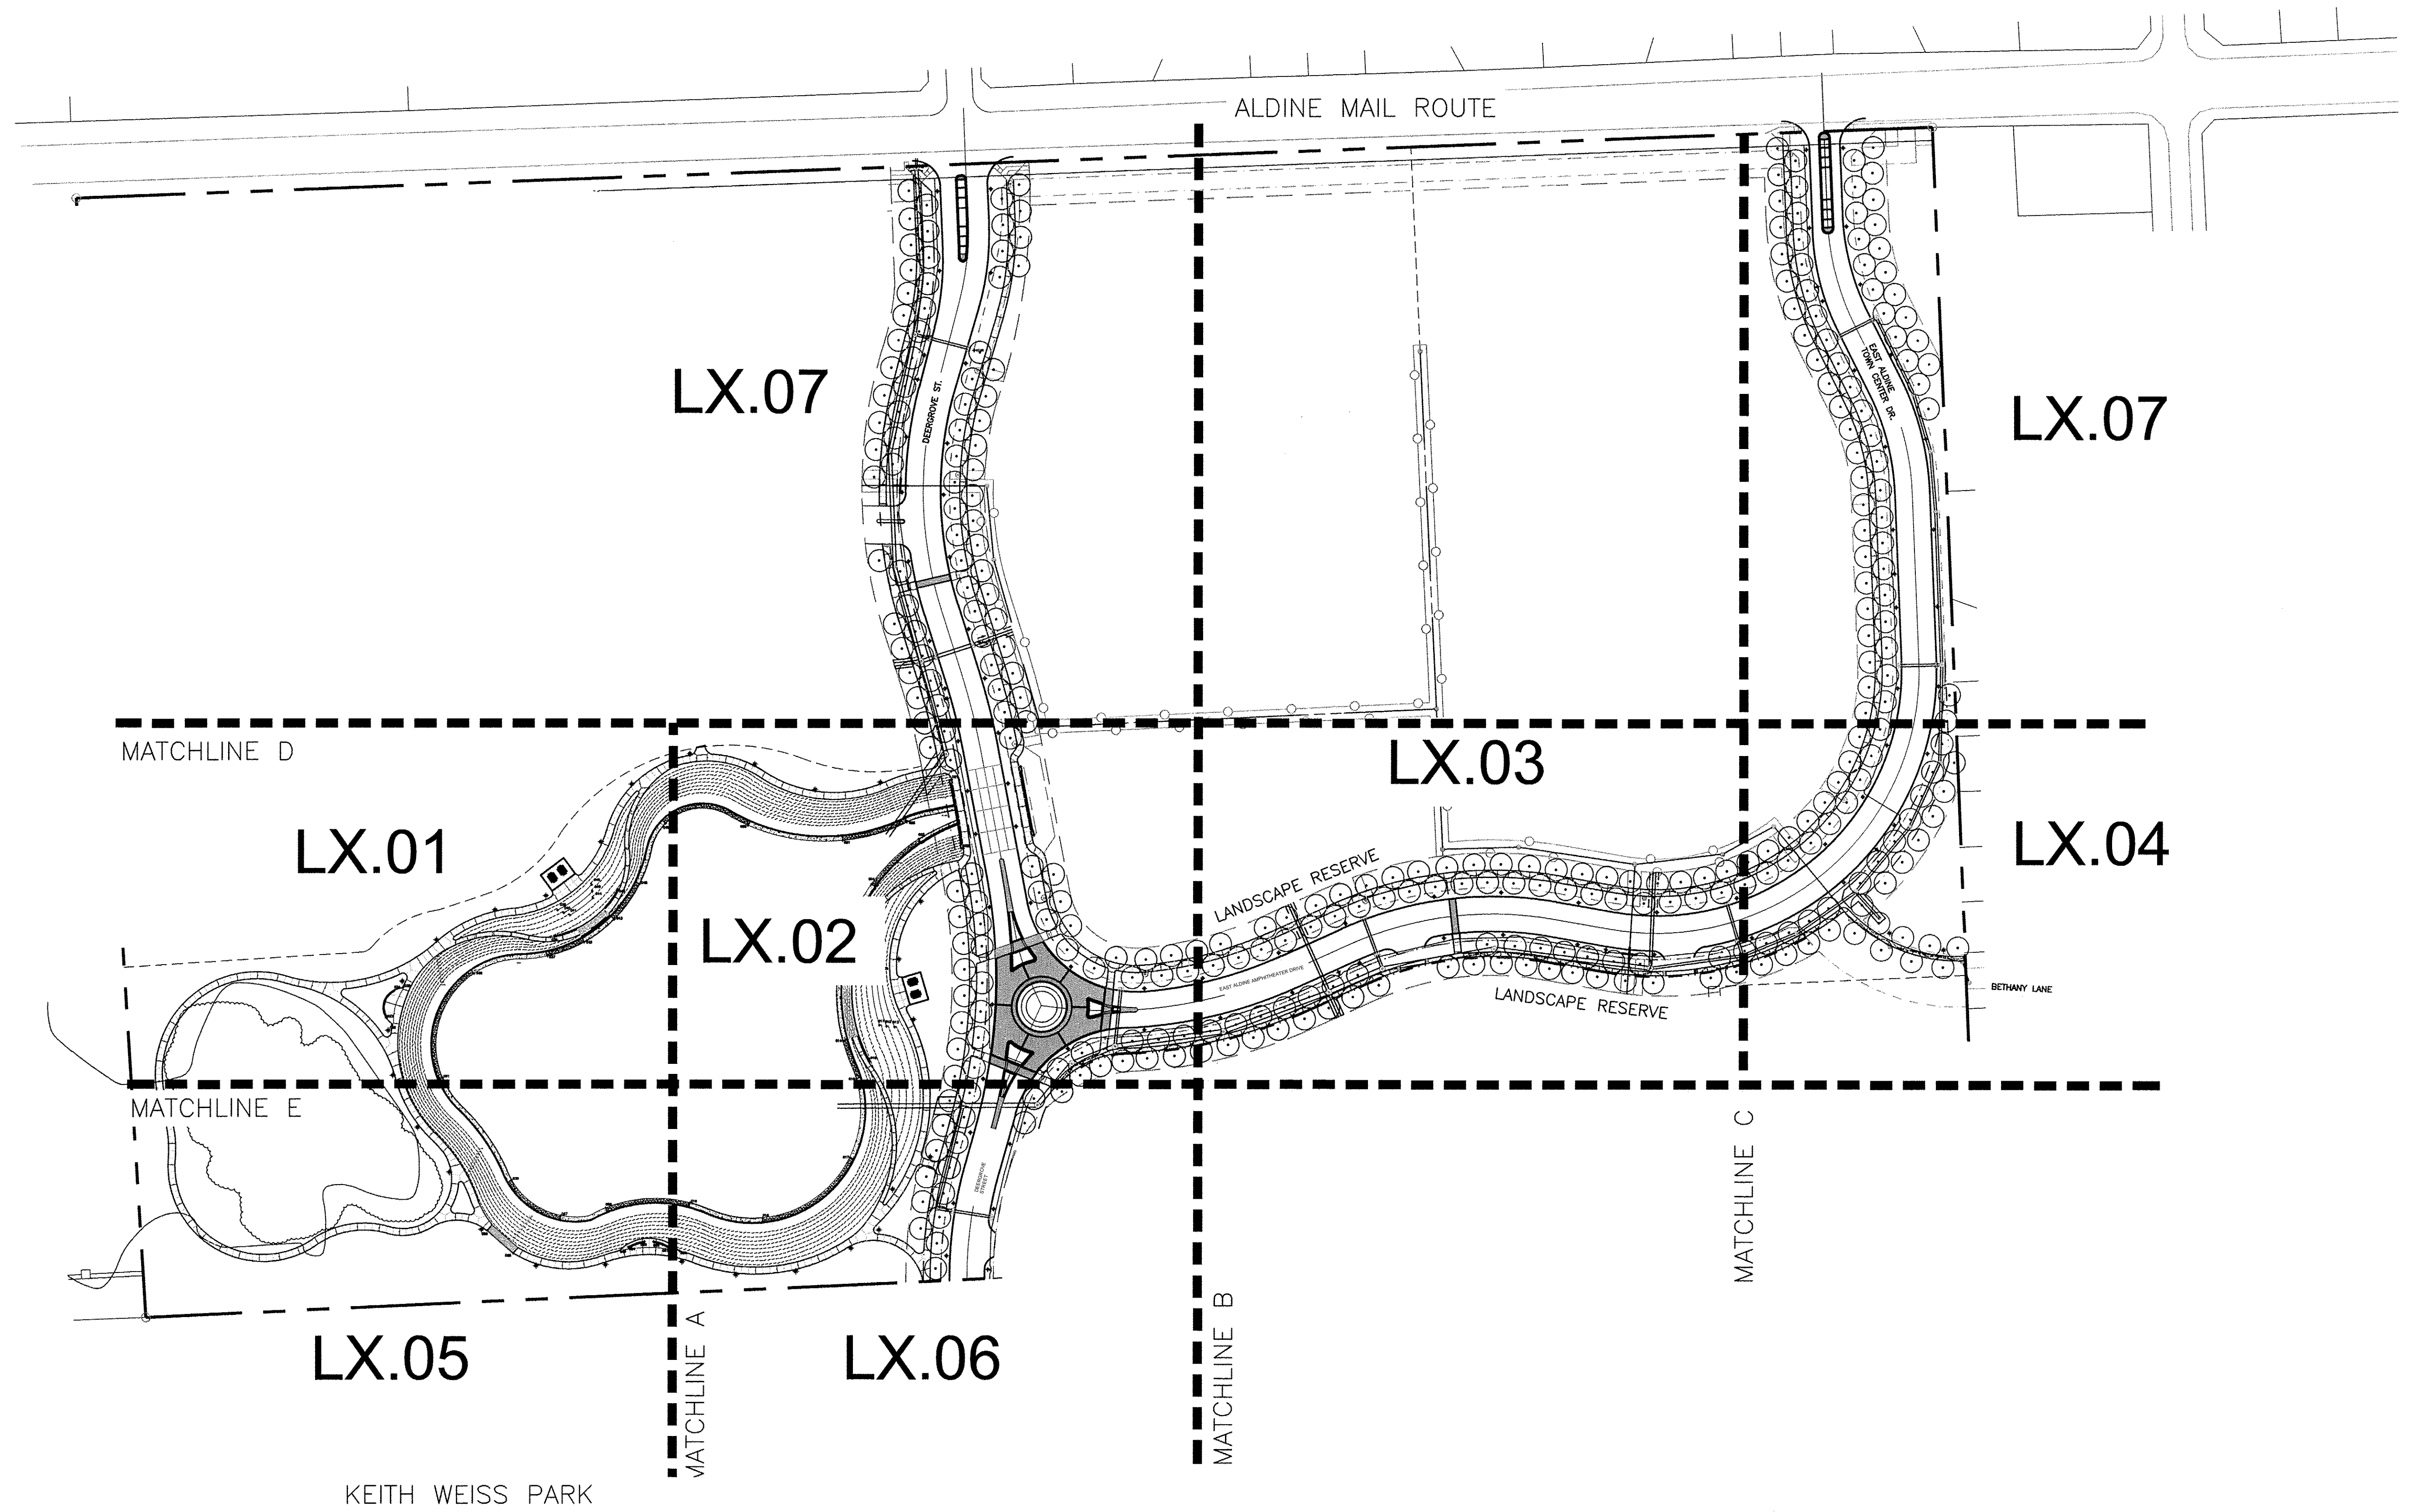 ALDINE MAIL ROUTE
LX.07
DEERGROVE ST.
EAST ALDINE
TOWN CENTER DR.
LX.07
MATCHLINE D
LX.03
LX.01
LX.04
LX.02
LANDSCAPE RESERVE
EAST ALDINE AMPHITHEATER DRIVE
LANDSCAPE RESERVE
BETHANY LANE
MATCHLINE E
DEERGROVE
STREET
MATCHLINE C
LX.05
MATCHLINE A
LX.06
MATCHLINE B
KEITH WEISS PARK